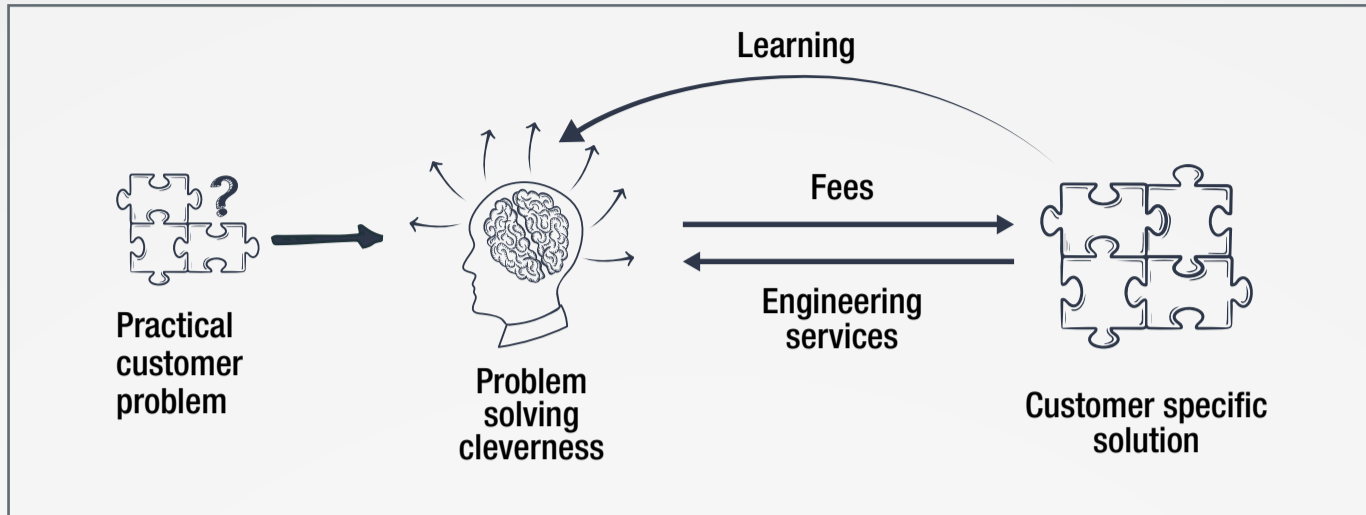 Learning
Fees
Engineering
services
Practical
customer
problem
Problem
solving
cleverness
Customer specific
solution
?